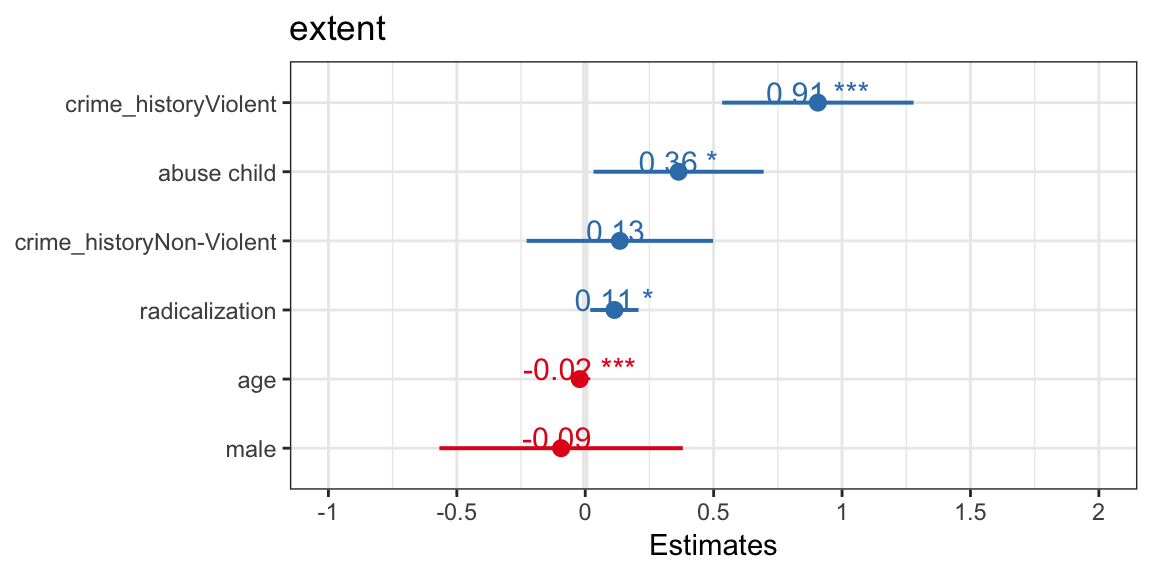 extent
crime_historyViolent
0.91 ***
abuse child
0.36 *
crime_historyNon-Violent
0.13
radicalization
0.11 *
age
-0.02 ***
male
-0.09
-1 -0.5 0 0.5 1 1.5 2
Estimates